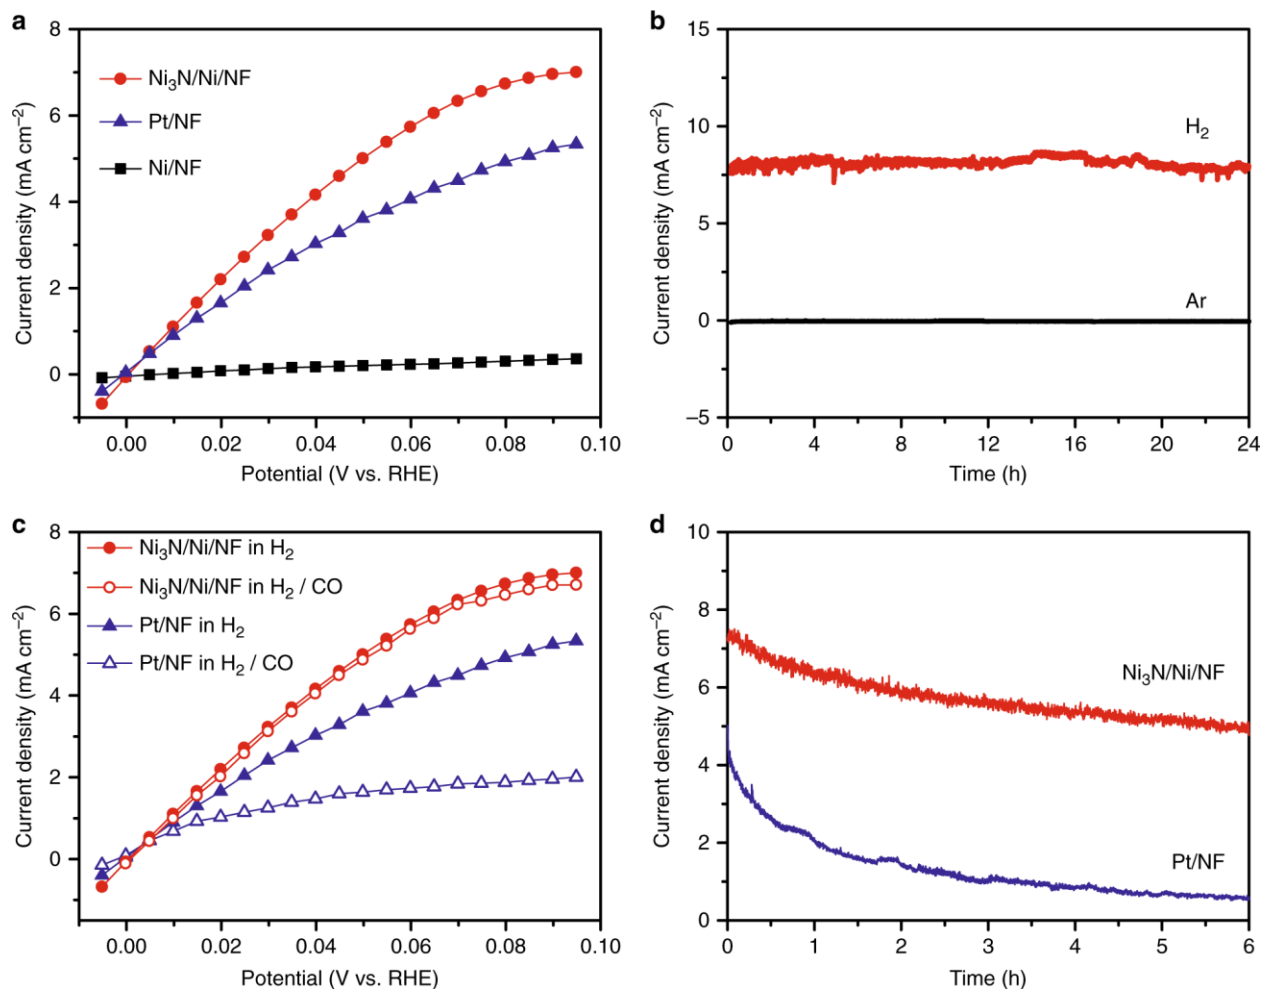 a
Current density (mA cm⁻²)
8
6
4
2
0
Ni₃N/Ni/NF
Pt/NF
Ni/NF
0.00 0.02 0.04 0.06 0.08 0.10
Potential (V vs. RHE)
b
Current density (mA cm⁻²)
15
10
5
0
−5
H₂
Ar
0 4 8 12 16 20 24
Time (h)
c
Current density (mA cm⁻²)
8
6
4
2
0
Ni₃N/Ni/NF in H₂
Ni₃N/Ni/NF in H₂ / CO
Pt/NF in H₂
Pt/NF in H₂ / CO
0.00 0.02 0.04 0.06 0.08 0.10
Potential (V vs. RHE)
d
Current density (mA cm⁻²)
10
8
6
4
2
0
Ni₃N/Ni/NF
Pt/NF
0 1 2 3 4 5 6
Time (h)